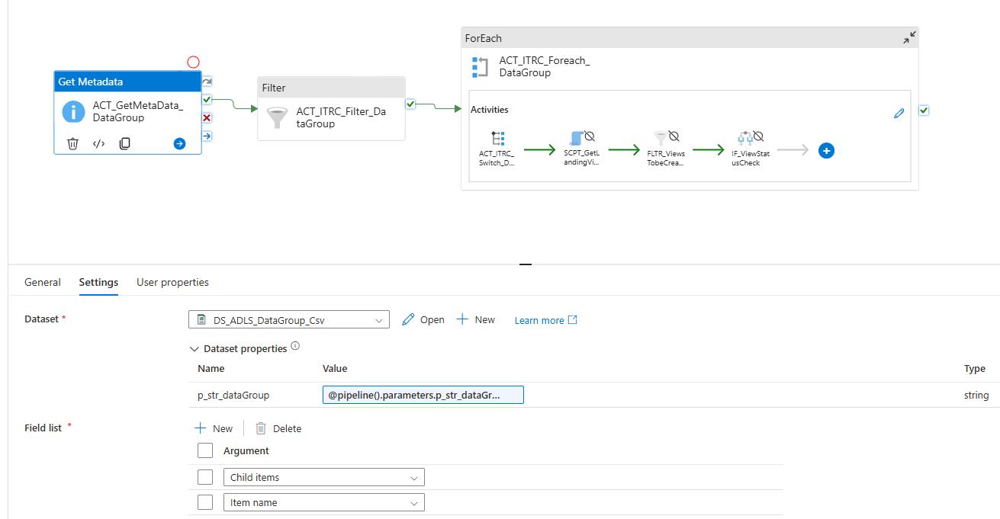 Get Metadata
ACT_GetMetaData_
DataGroup
Filter
ACT_ITRC_Filter_Da
taGroup
ForEach
ACT_ITRC_Foreach_
DataGroup
Activities
ACT_ITRC_
Switch_D...
SCPT_GetL
andingVi...
FLTR_Views
TobeCrea...
IF_ViewStat
usCheck
General Settings User properties
Dataset * DS_ADLS_DataGroup_Csv Open New Learn more
Dataset properties
Name Value Type
p_str_dataGroup @pipeline().parameters.p_str_dataGr... string
Field list * New Delete
Argument
Child items
Item name